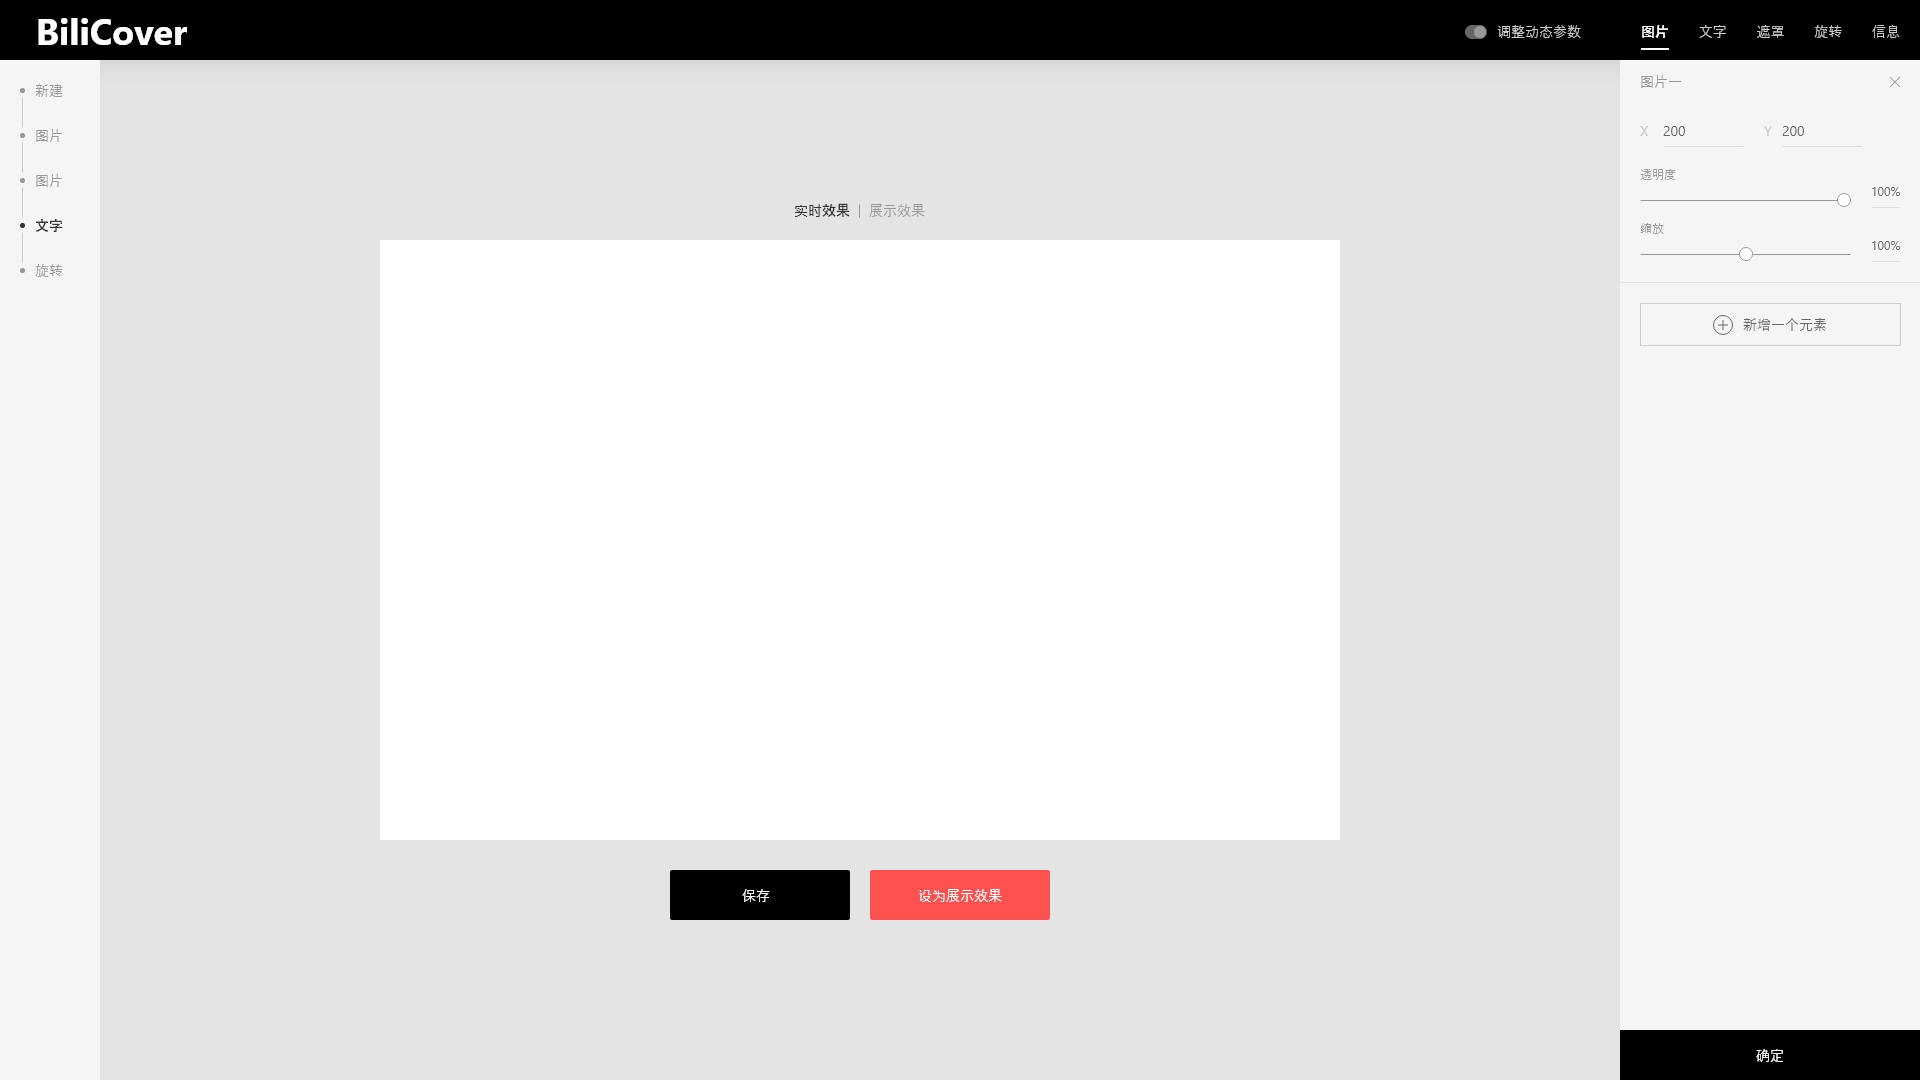 BiliCover
调整动态参数
图片 文字 遮罩 旋转 信息
新建
图片
图片
文字
旋转
实时效果 | 展示效果
保存
设为展示效果
图片一
X 200 Y 200
透明度
100%
缩放
100%
新增一个元素
确定